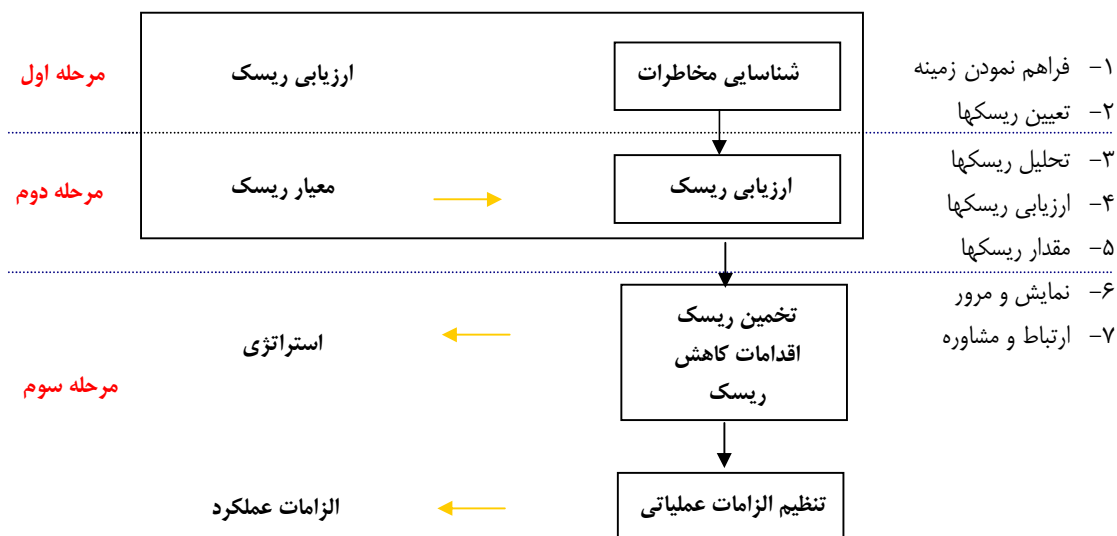 ۱- فراهم نمودن زمینه
۲- تعیین ریسکها
۳- تحلیل ریسکها
۴- ارزیابی ریسکها
۵- مقدار ریسکها
۶- نمایش و مرور
۷- ارتباط و مشاوره
شناسایی مخاطرات
ارزیابی ریسک
مرحله اول
ارزیابی ریسک
معیار ریسک
مرحله دوم
تخمین ریسک
اقدامات کاهش
ریسک
استراتژی
مرحله سوم
تنظیم الزامات عملیاتی
الزامات عملکرد